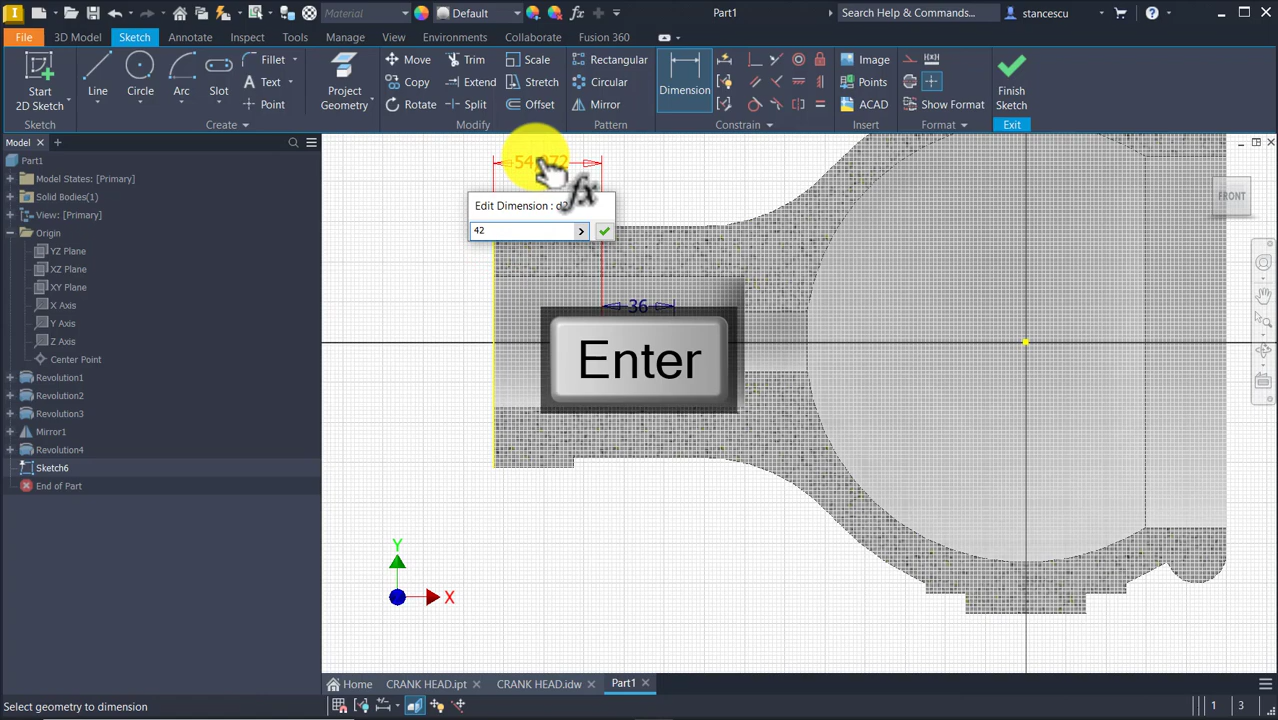 Material
Default
Part1
Search Help & Commands...
stancescu
File
3D Model
Sketch
Annotate
Inspect
Tools
Manage
View
Environments
Collaborate
Fusion 360
Start
2D Sketch
Line
Circle
Arc
Slot
Fillet
Text
Point
Project
Geometry
Move
Copy
Rotate
Trim
Extend
Split
Scale
Stretch
Offset
Rectangular
Circular
Mirror
Dimension
Image
Points
ACAD
Show Format
Finish
Sketch
Sketch
Create
Modify
Pattern
Constrain
Insert
Format
Exit
Model
Part1
Model States: [Primary]
Solid Bodies(1)
View: [Primary]
Origin
YZ Plane
XZ Plane
XY Plane
X Axis
Y Axis
Z Axis
Center Point
Revolution1
Revolution2
Revolution3
Mirror1
Revolution4
Sketch6
End of Part
Edit Dimension :
fx
42
36
Enter
FRONT
Y
X
Home
CRANK HEAD.ipt
CRANK HEAD.idw
Part1
Select geometry to dimension
1
3